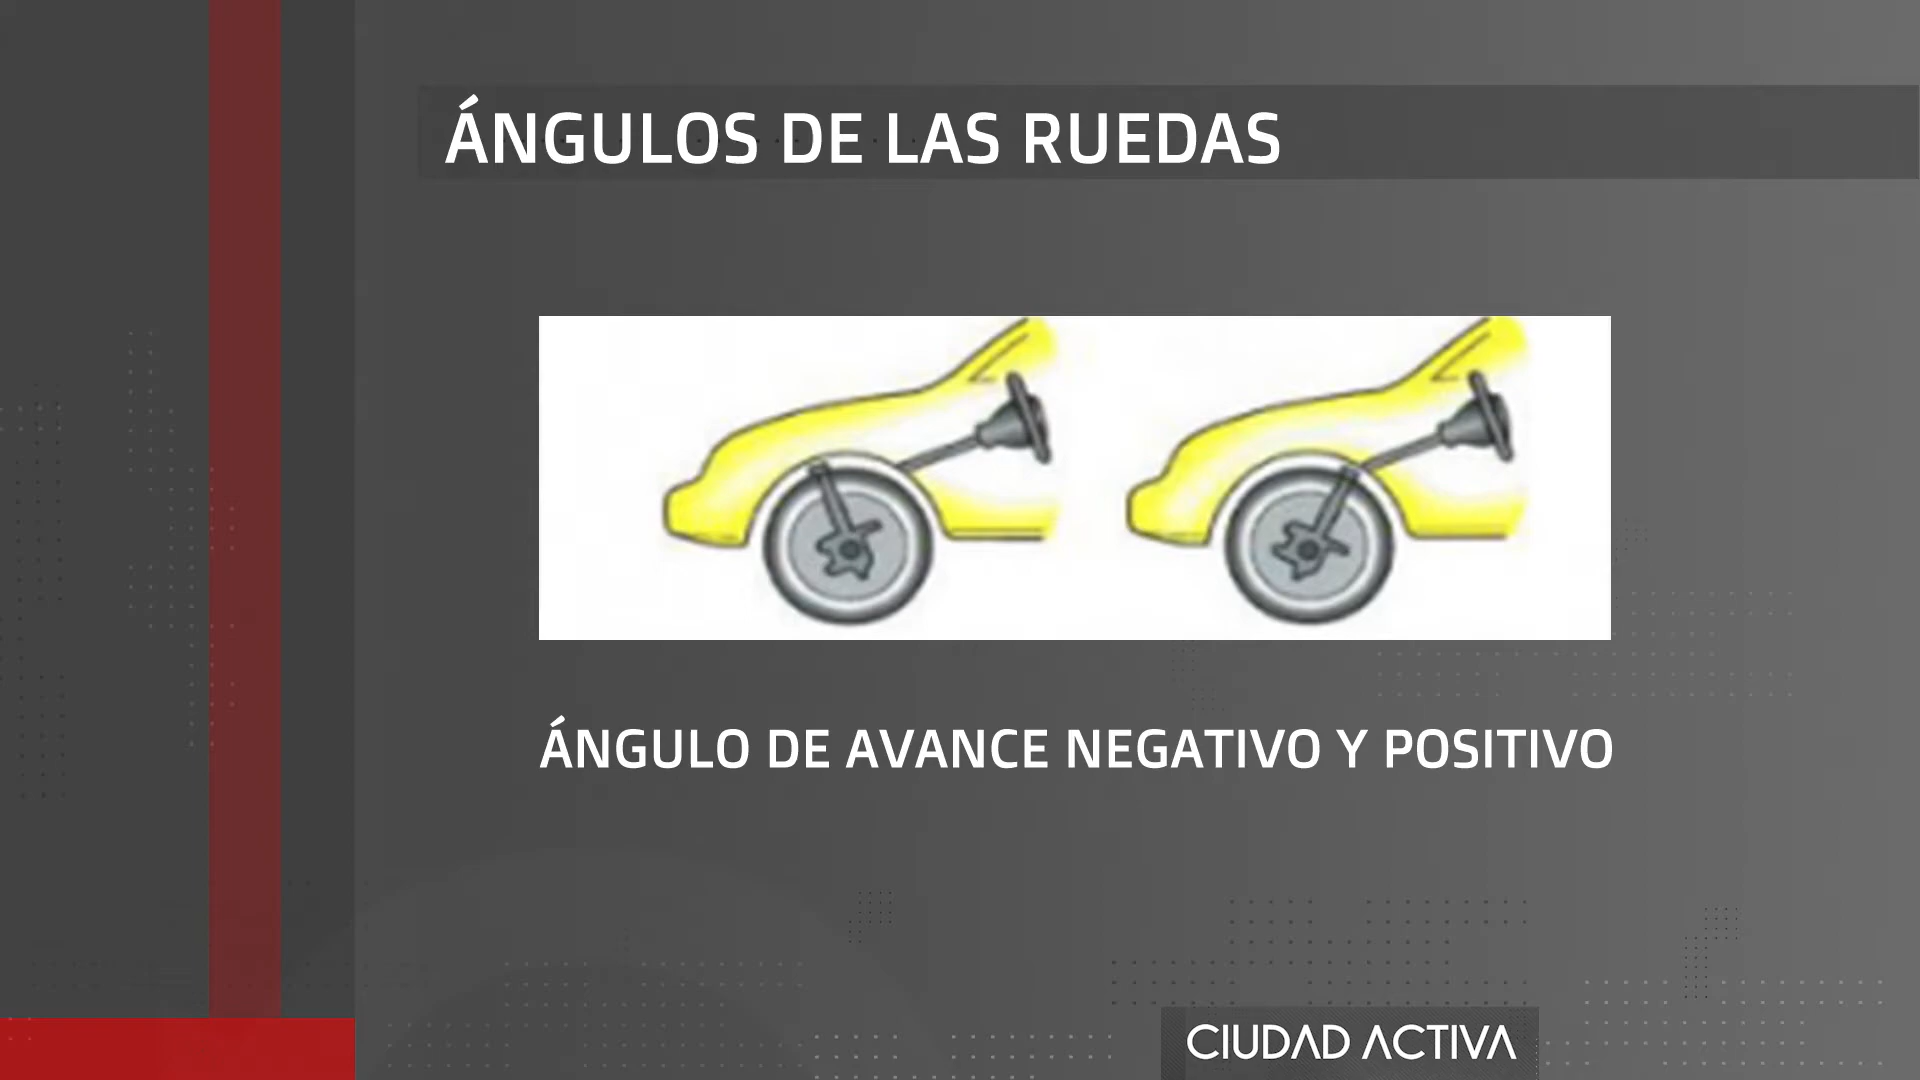 ÁNGULOS DE LAS RUEDAS
ÁNGULO DE AVANCE NEGATIVO Y POSITIVO
CIUDAD ACTIVA